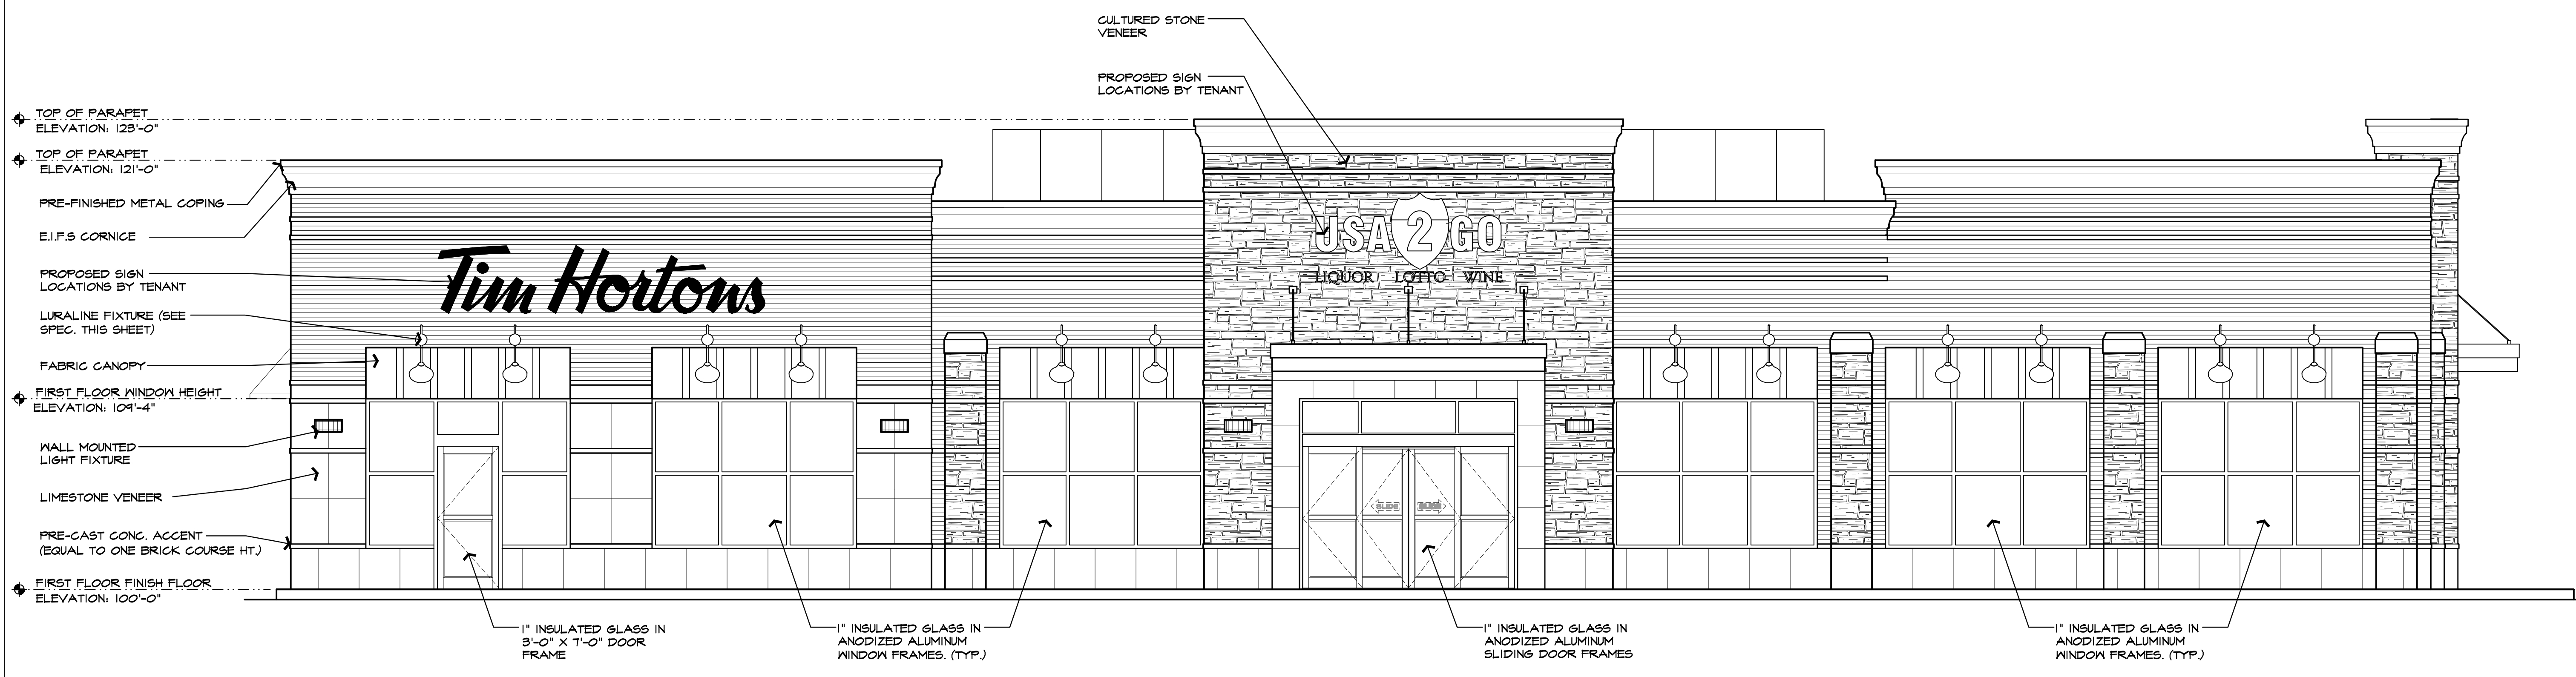 CULTURED STONE
VENEER
PROPOSED SIGN
LOCATIONS BY TENANT
TOP OF PARAPET
ELEVATION: 123'-0"
TOP OF PARAPET
ELEVATION: 121'-0"
PRE-FINISHED METAL COPING
E.I.F.S CORNICE
PROPOSED SIGN
LOCATIONS BY TENANT
LURALINE FIXTURE (SEE
SPEC. THIS SHEET)
FABRIC CANOPY
FIRST FLOOR WINDOW HEIGHT
ELEVATION: 109'-4"
WALL MOUNTED
LIGHT FIXTURE
LIMESTONE VENEER
PRE-CAST CONC. ACCENT
(EQUAL TO ONE BRICK COURSE HT.)
FIRST FLOOR FINISH FLOOR
ELEVATION: 100'-0"
Tim Hortons
USA 2 GO
LIQUOR LOTTO WINE
SLIDE SLIDE
1" INSULATED GLASS IN
3'-0" X 7'-0" DOOR
FRAME
1" INSULATED GLASS IN
ANODIZED ALUMINUM
WINDOW FRAMES. (TYP.)
1" INSULATED GLASS IN
ANODIZED ALUMINUM
SLIDING DOOR FRAMES
1" INSULATED GLASS IN
ANODIZED ALUMINUM
WINDOW FRAMES. (TYP.)